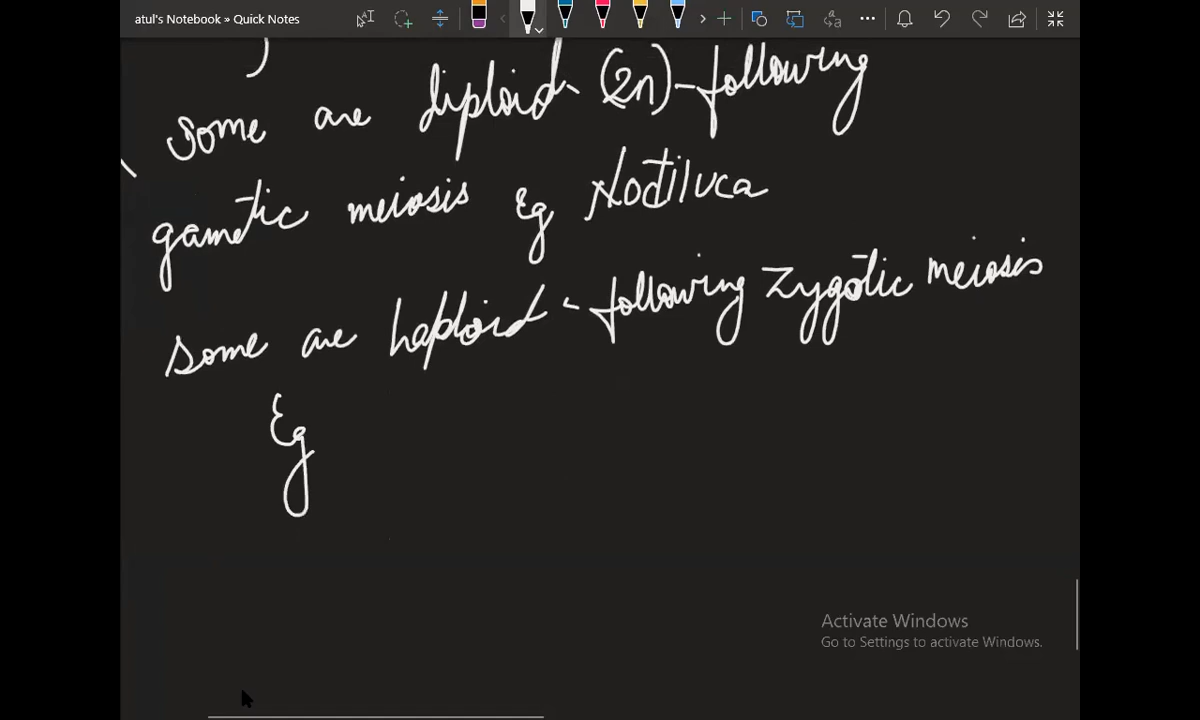 atul's Notebook » Quick Notes
some are diploid - (2n) - following
gametic meiosis Eg Noctiluca
some are haploid - following Zygotic meiosis
Eg
Activate Windows
Go to Settings to activate Windows.